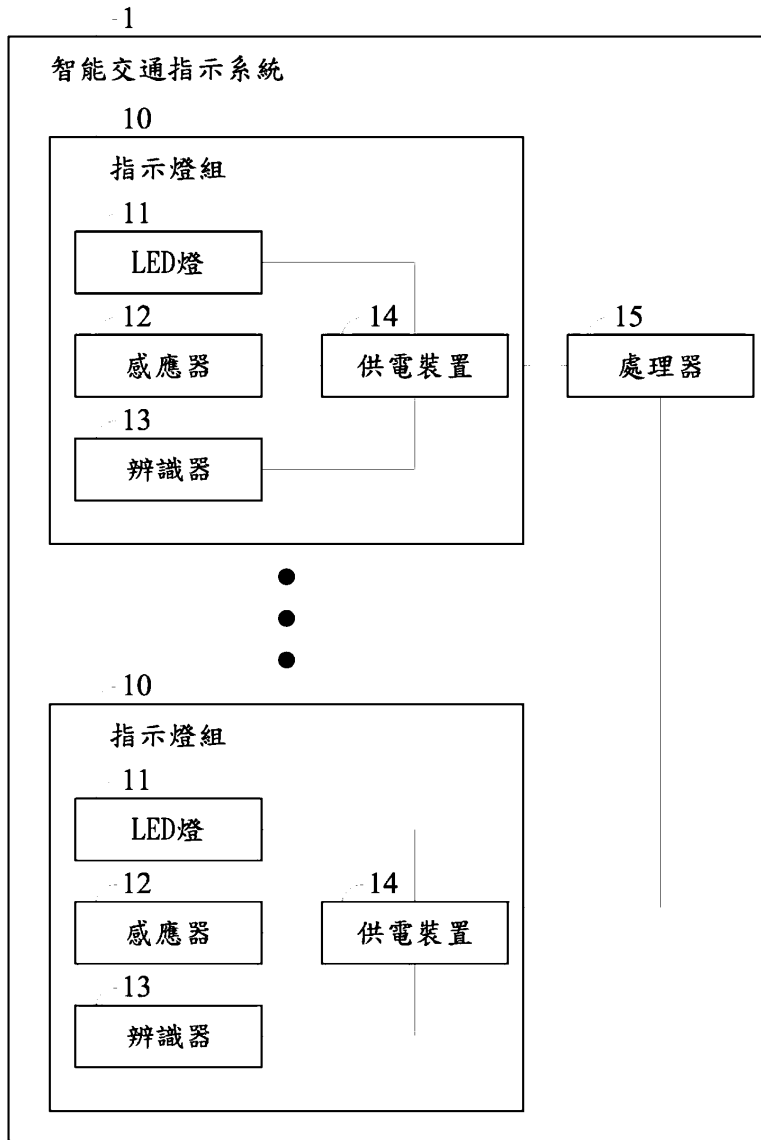 1
智能交通指示系統
10
指示燈組
11
LED燈
12
感應器
14
供電裝置
15
處理器
13
辨識器
10
指示燈組
11
LED燈
12
感應器
14
供電裝置
13
辨識器